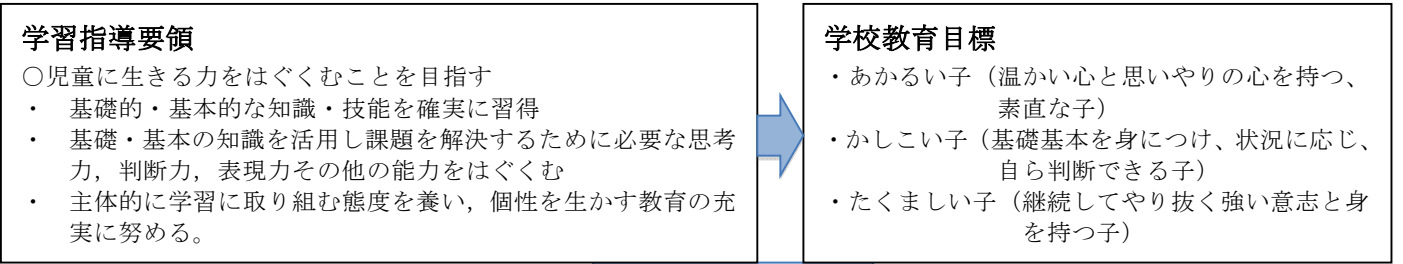 学習指導要領
○児童に生きる力をはぐくむことを目指す
・ 基礎的・基本的な知識・技能を確実に習得
・ 基礎・基本の知識を活用し課題を解決するために必要な思考
力，判断力，表現力その他の能力をはぐくむ
・ 主体的に学習に取り組む態度を養い，個性を生かす教育の充
実に努める。
学校教育目標
・あかるい子（温かい心と思いやりの心を持つ、
素直な子）
・かしこい子（基礎基本を身につけ、状況に応じ、
自ら判断できる子）
・たくましい子（継続してやり抜く強い意志と身
を持つ子）